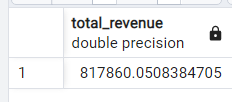 total_revenue
double precision
1 817860.0508384705